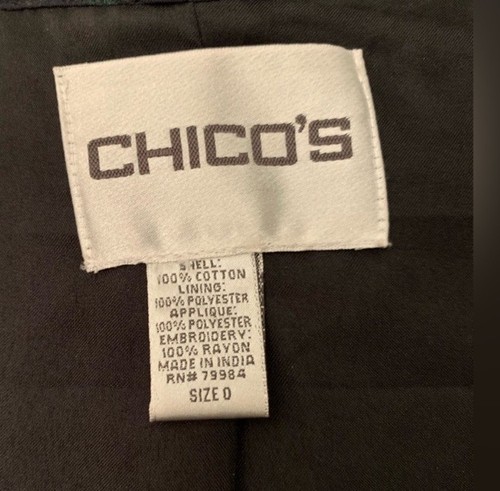 CHICO'S
SHELL:
100% COTTON
LINING:
100% POLYESTER
APPLIQUE:
100% POLYESTER
EMBROIDERY:
100% RAYON
MADE IN INDIA
RN# 79984
SIZE 0